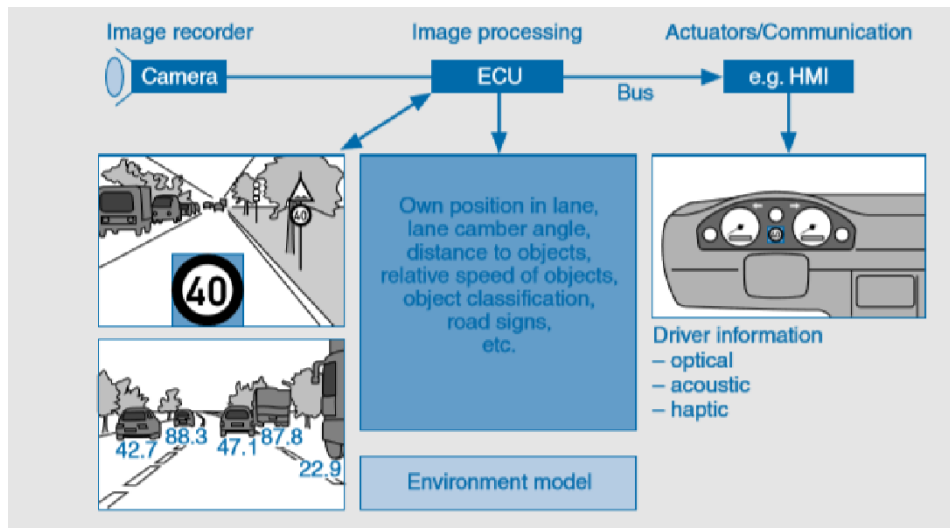 Image recorder
Image processing
Actuators/Communication
Camera
ECU
Bus
e.g. HMI
40
40
42.7
88.3
47.1
87.8
22.9
Own position in lane,
lane camber angle,
distance to objects,
relative speed of objects,
object classification,
road signs,
etc.
Environment model
40
Driver information
– optical
– acoustic
– haptic